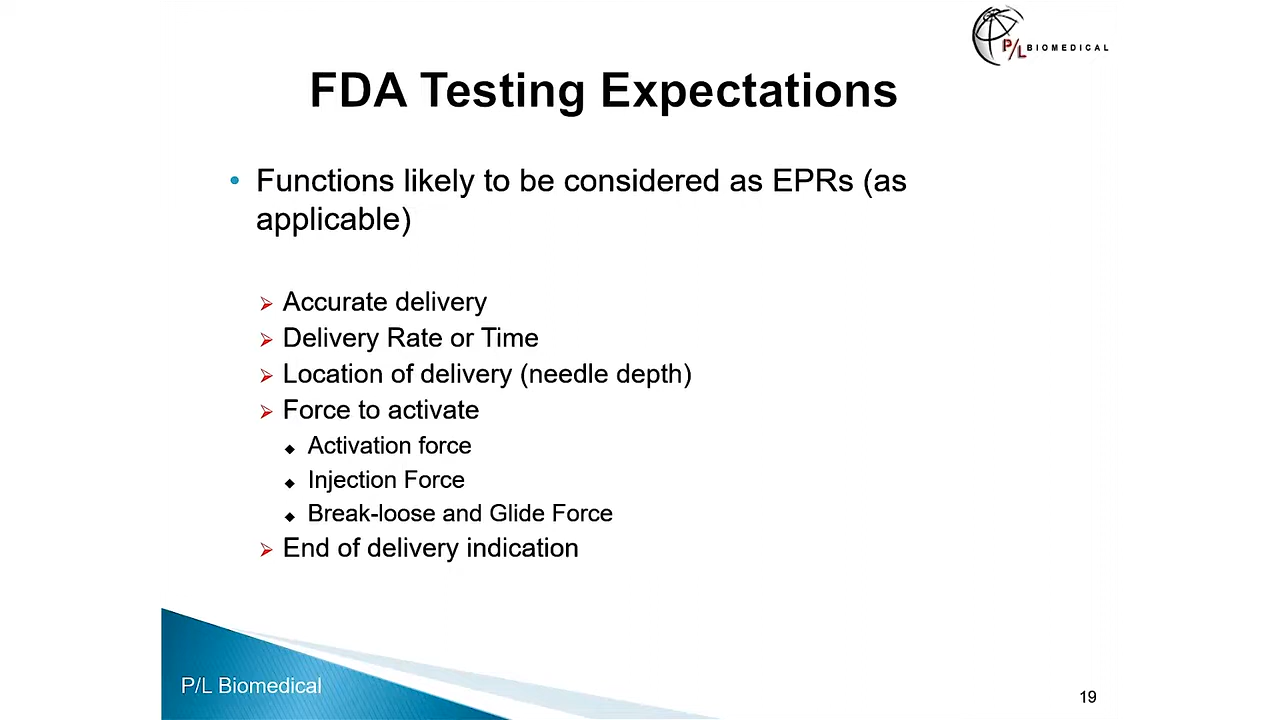 P/L BIOMEDICAL
FDA Testing Expectations
• Functions likely to be considered as EPRs (as
applicable)
➢ Accurate delivery
➢ Delivery Rate or Time
➢ Location of delivery (needle depth)
➢ Force to activate
◆ Activation force
◆ Injection Force
◆ Break-loose and Glide Force
➢ End of delivery indication
P/L Biomedical
19